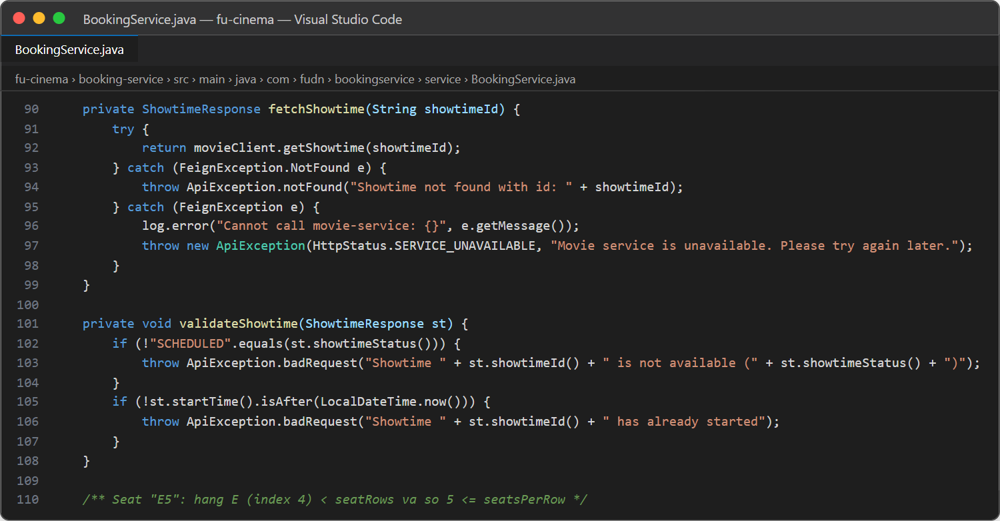 BookingService.java — fu-cinema — Visual Studio Code
BookingService.java
fu-cinema › booking-service › src › main › java › com › fudn › bookingservice › service › BookingService.java
90 private ShowtimeResponse fetchShowtime(String showtimeId) {
91 try {
92 return movieClient.getShowtime(showtimeId);
93 } catch (FeignException.NotFound e) {
94 throw ApiException.notFound("Showtime not found with id: " + showtimeId);
95 } catch (FeignException e) {
96 log.error("Cannot call movie-service: {}", e.getMessage());
97 throw new ApiException(HttpStatus.SERVICE_UNAVAILABLE, "Movie service is unavailable. Please try again later.");
98 }
99 }
100
101 private void validateShowtime(ShowtimeResponse st) {
102 if (!"SCHEDULED".equals(st.showtimeStatus())) {
103 throw ApiException.badRequest("Showtime " + st.showtimeId() + " is not available (" + st.showtimeStatus() + ")");
104 }
105 if (!st.startTime().isAfter(LocalDateTime.now())) {
106 throw ApiException.badRequest("Showtime " + st.showtimeId() + " has already started");
107 }
108 }
109
110 /** Seat "E5": hang E (index 4) < seatRows va so 5 <= seatsPerRow */